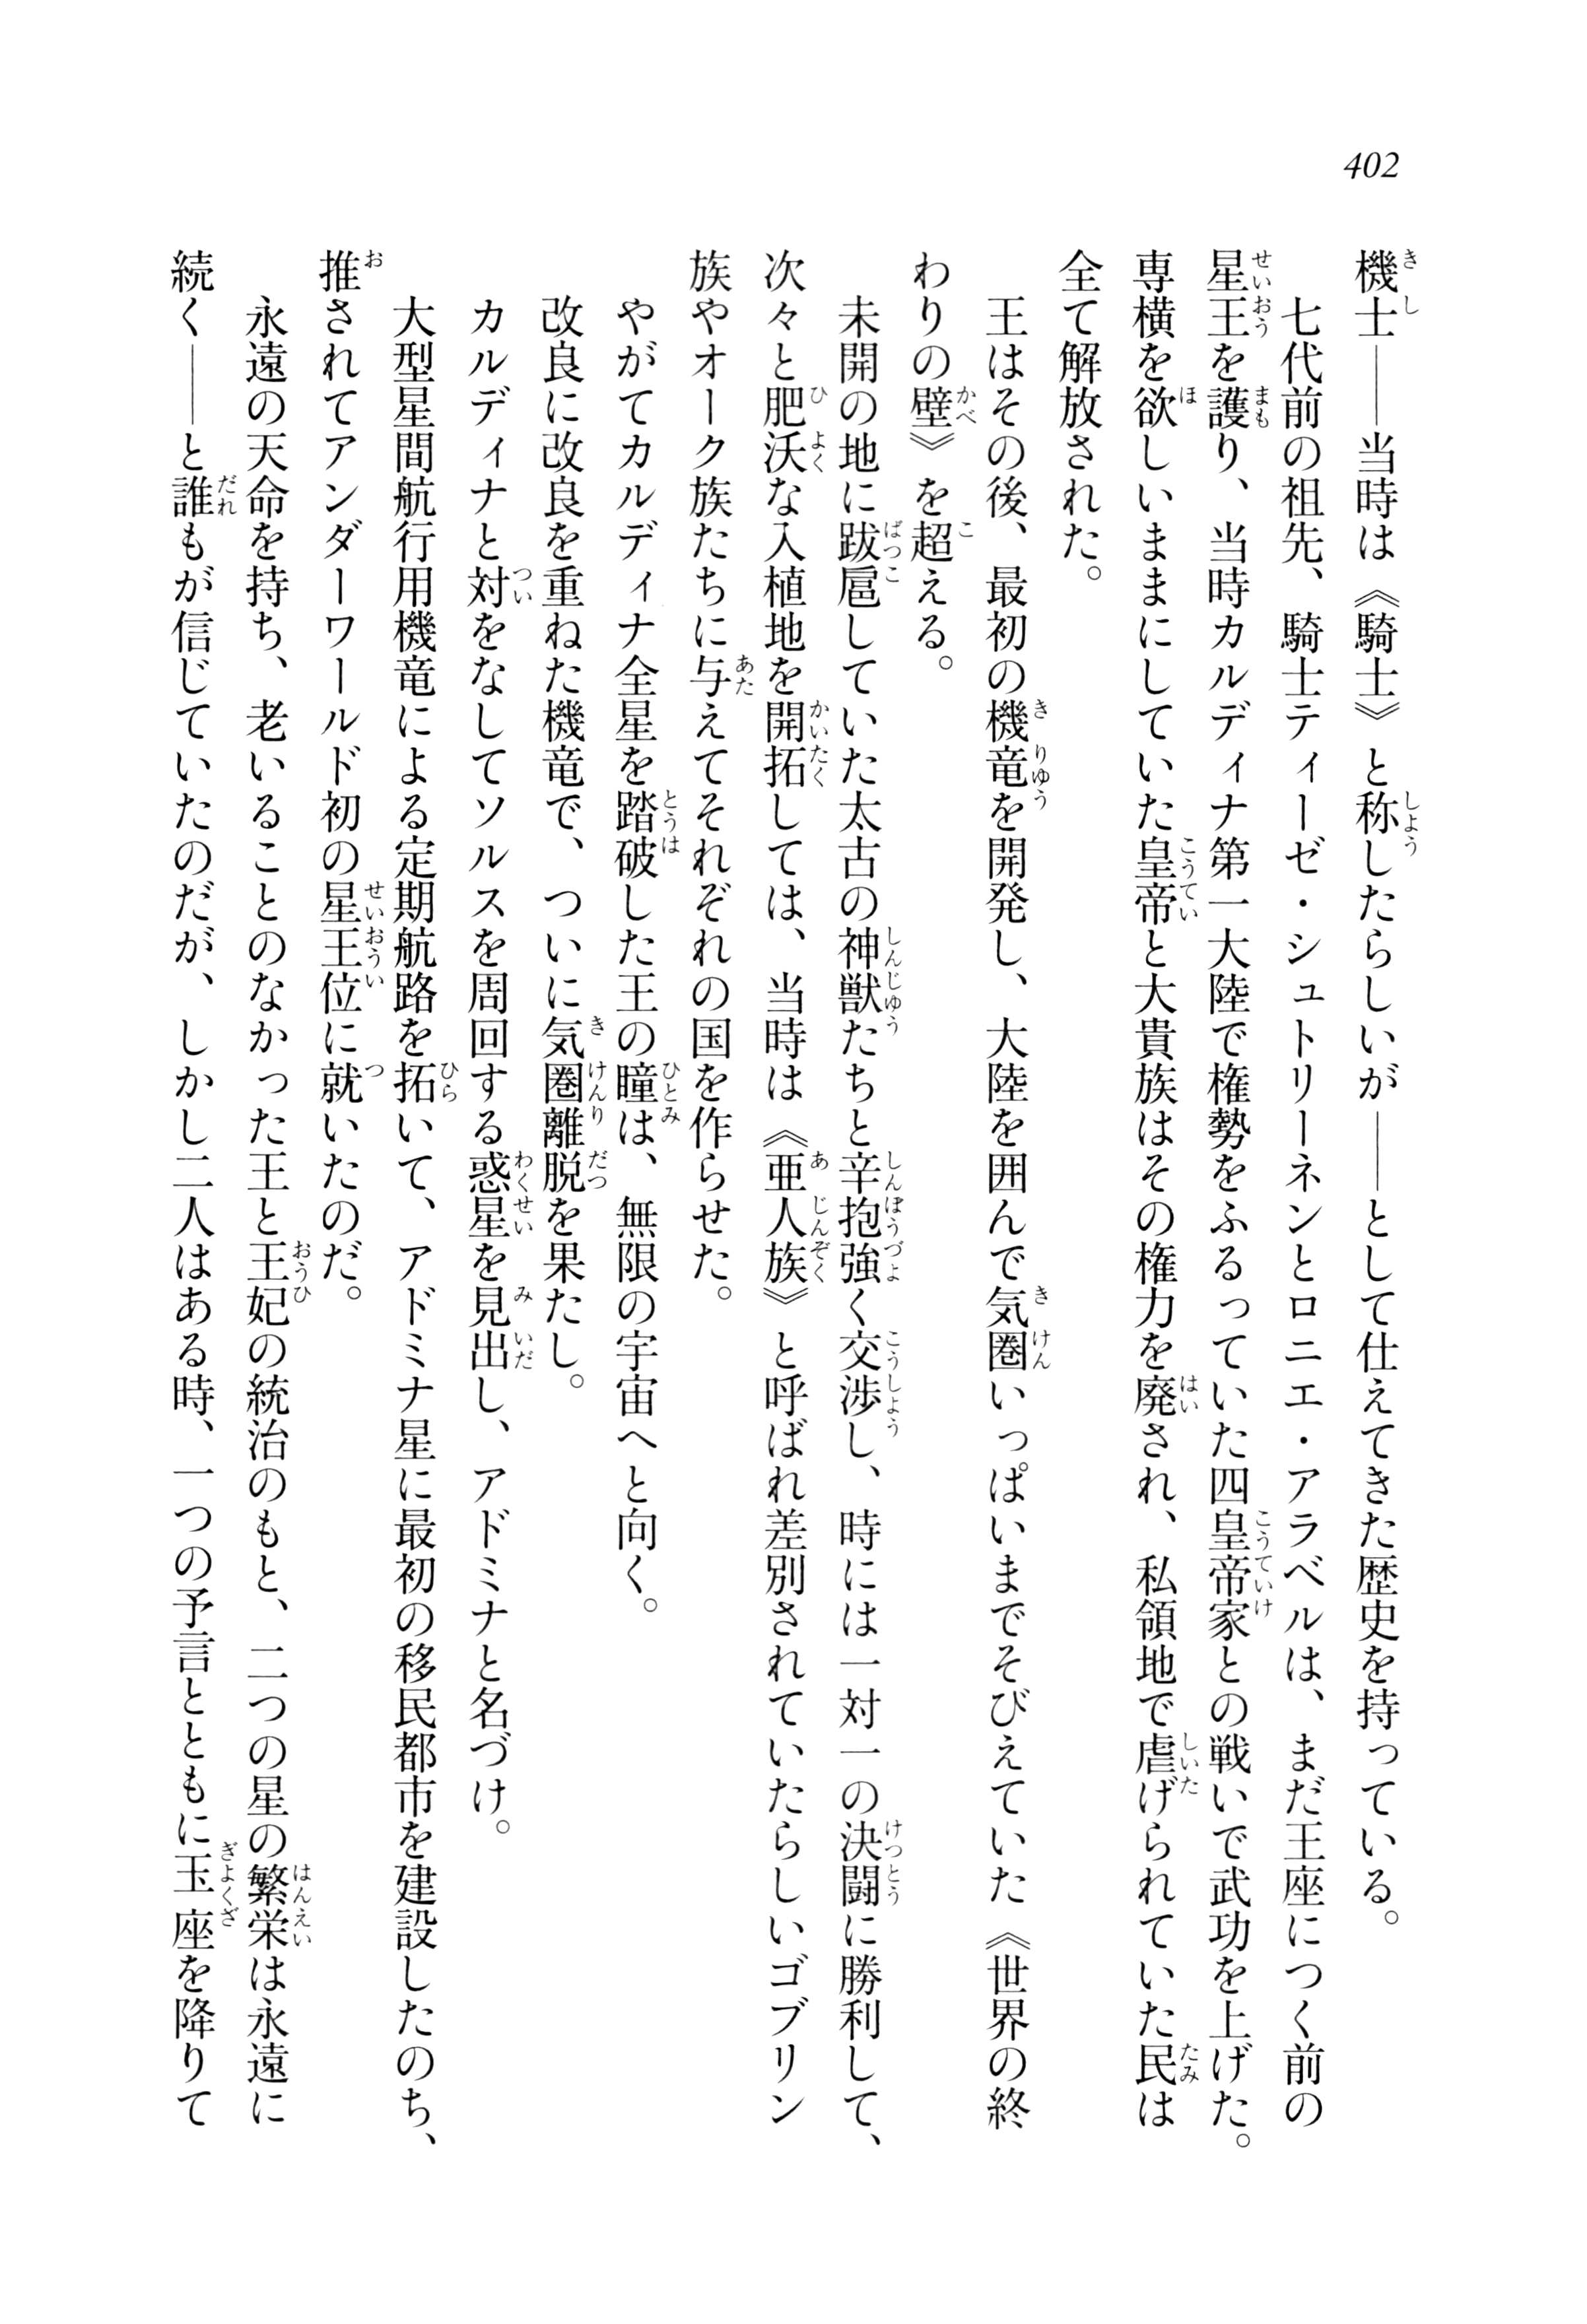 402
機士――当時は《騎士》と称したらしいが――として仕えてきた歴史を持っている。
七代前の祖先、騎士ティーゼ・シュトリーネンとロニエ・アラベルは、まだ王座につく前の
星王を護り、当時カルディナ第一大陸で権勢をふるっていた四皇帝家との戦いで武功を上げた。
専横を欲しいままにしていた皇帝と大貴族はその権力を廃され、私領地で虐げられていた民は
全て解放された。
王はその後、最初の機竜を開発し、大陸を囲んで気圏いっぱいまでそびえていた《世界の終
わりの壁》を超える。
未開の地に跋扈していた太古の神獣たちと辛抱強く交渉し、時には一対一の決闘に勝利して、
次々と肥沃な入植地を開拓しては、当時は《亜人族》と呼ばれ差別されていたらしいゴブリン
族やオーク族たちに与えてそれぞれの国を作らせた。
やがてカルディナ全星を踏破した王の瞳は、無限の宇宙へと向く。
改良に改良を重ねた機竜で、ついに気圏離脱を果たし。
カルディナと対をなしてソルスを周回する惑星を見出し、アドミナと名づけ。
大型星間航行用機竜による定期航路を拓いて、アドミナ星に最初の移民都市を建設したのち、
推されてアンダーワールド初の星王位に就いたのだ。
永遠の天命を持ち、老いることのなかった王と王妃の統治のもと、二つの星の繁栄は永遠に
続く――と誰もが信じていたのだが、しかし二人はある時、一つの予言とともに玉座を降りて